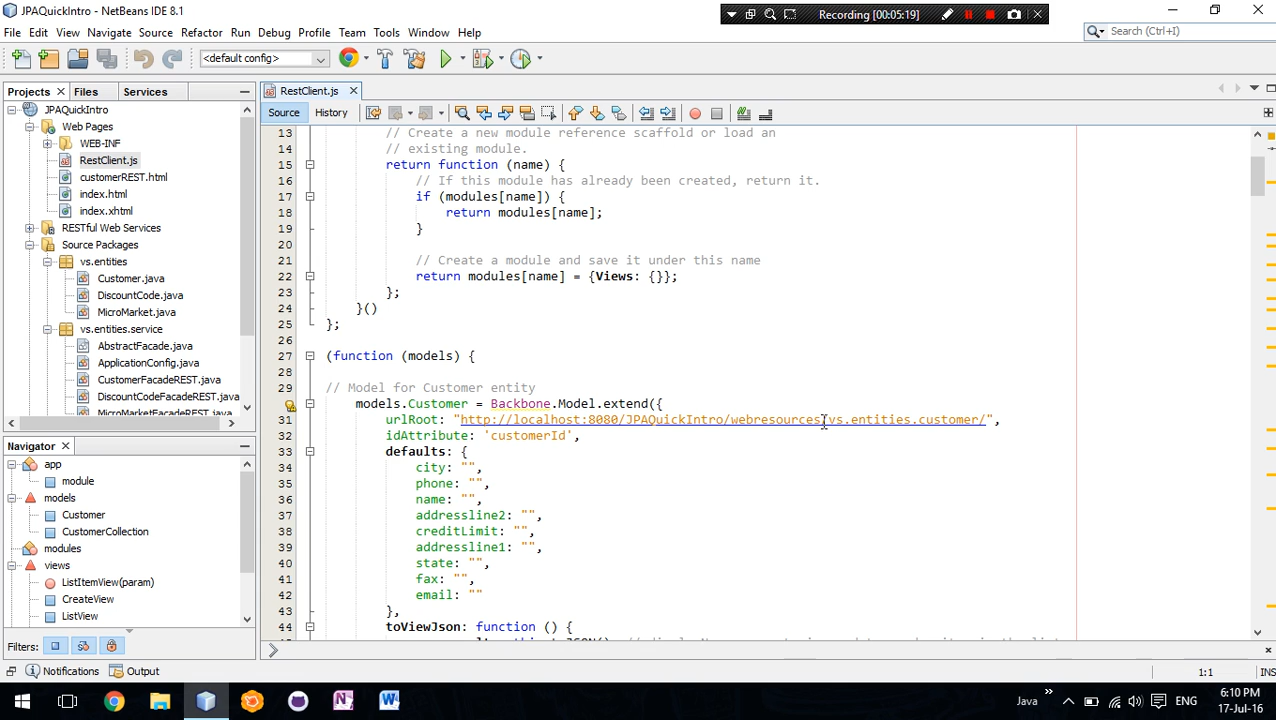 JPAQuickIntro - NetBeans IDE 8.1
Recording (00:05:19)
File Edit View Navigate Source Refactor Run Debug Profile Team Tools Window Help
Search (Ctrl+I)
<default config>
Projects Files Services
RestClient.js
Source History
JPAQuickIntro
Web Pages
WEB-INF
RestClient.js
customerREST.html
index.html
index.xhtml
RESTful Web Services
Source Packages
vs.entities
Customer.java
DiscountCode.java
MicroMarket.java
vs.entities.service
AbstractFacade.java
ApplicationConfig.java
CustomerFacadeREST.java
DiscountCodeFacadeREST.java
MicroMarketFacadeREST.java
Navigator
app
module
models
Customer
CustomerCollection
modules
views
ListItemView(param)
CreateView
ListView
Filters:
13 // Create a new module reference scaffold or load an
14 // existing module.
15 return function (name) {
16 // If this module has already been created, return it.
17 if (modules[name]) {
18 return modules[name];
19 }
20
21 // Create a module and save it under this name
22 return modules[name] = {Views: {}};
23 };
24 }()
25 };
26
27 (function (models) {
28
29 // Model for Customer entity
30 models.Customer = Backbone.Model.extend({
31 urlRoot: "http://localhost:8080/JPAQuickIntro/webresources/vs.entities.customer/",
32 idAttribute: 'customerId',
33 defaults: {
34 city: "",
35 phone: "",
36 name: "",
37 addressline2: "",
38 creditLimit: "",
39 addressline1: "",
40 state: "",
41 fax: "",
42 email: ""
43 },
44 toViewJson: function () {
Notifications Output
1:1 INS
Java
ENG
6:10 PM
17-Jul-16